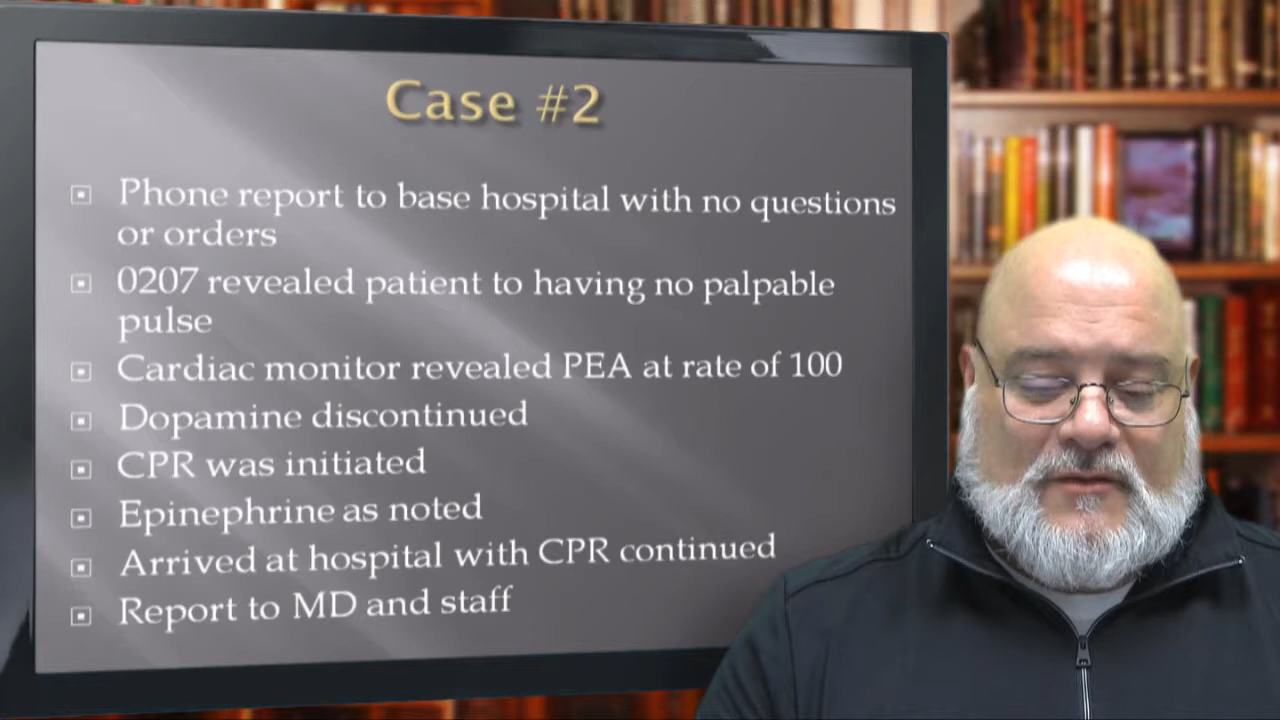 Case #2
Phone report to base hospital with no questions
or orders
0207 revealed patient to having no palpable
pulse
Cardiac monitor revealed PEA at rate of 100
Dopamine discontinued
CPR was initiated
Epinephrine as noted
Arrived at hospital with CPR continued
Report to MD and staff